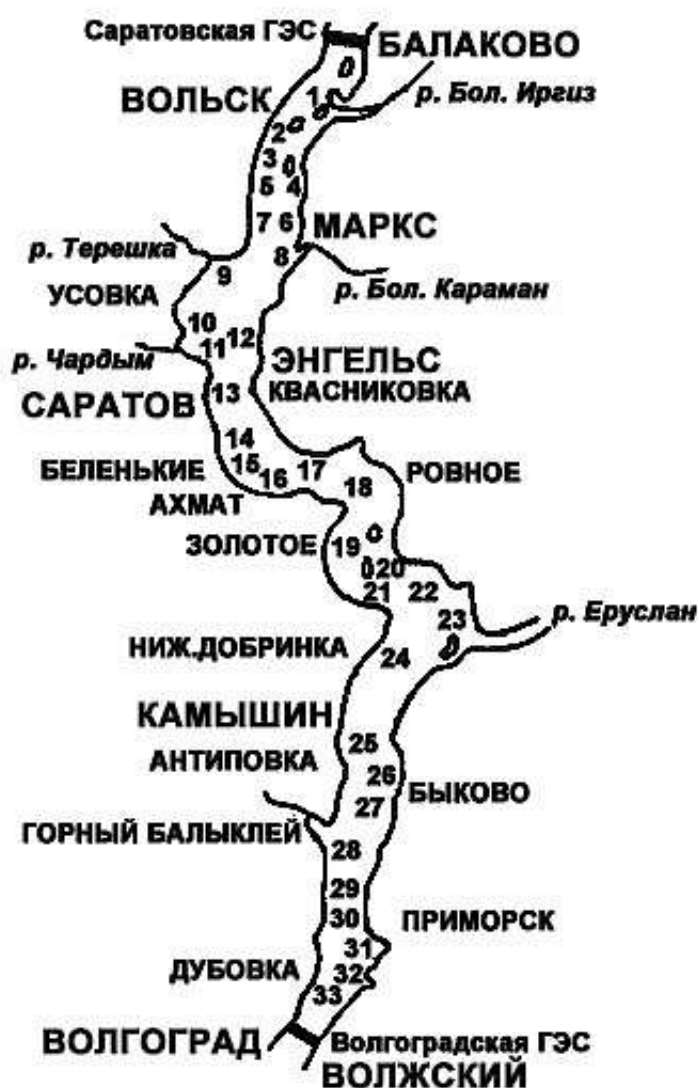 Саратовская ГЭС
БАЛАКОВО
1
р. Бол. Иргиз
ВОЛЬСК
2
3
5 4
7 6
МАРКС
р. Терешка
8
9
р. Бол. Караман
УСОВКА
10
12
11
р. Чардым
ЭНГЕЛЬС
КВАСНИКОВКА
13
САРАТОВ
14
15
БЕЛЕНЬКИЕ
16
17
РОВНОЕ
18
АХМАТ
ЗОЛОТОЕ
19
20
21
22
23
р. Еруслан
НИЖ.ДОБРИНКА
24
КАМЫШИН
25
АНТИПОВКА
26
БЫКОВО
27
ГОРНЫЙ БАЛЫКЛЕЙ
28
29
30
ПРИМОРСК
31
ДУБОВКА
32
33
ВОЛГОГРАД
Волгоградская ГЭС
ВОЛЖСКИЙ